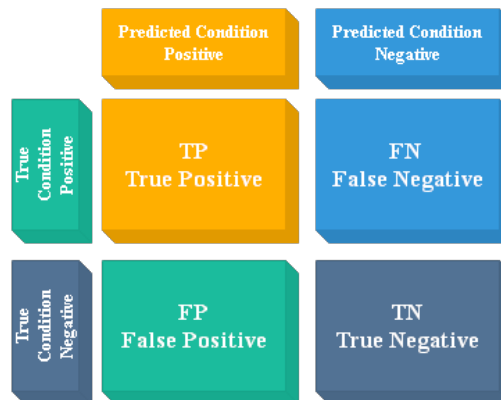 Predicted Condition
Positive
Predicted Condition
Negative
True
Condition
Positive
TP
True Positive
FN
False Negative
True
Condition
Negative
FP
False Positive
TN
True Negative